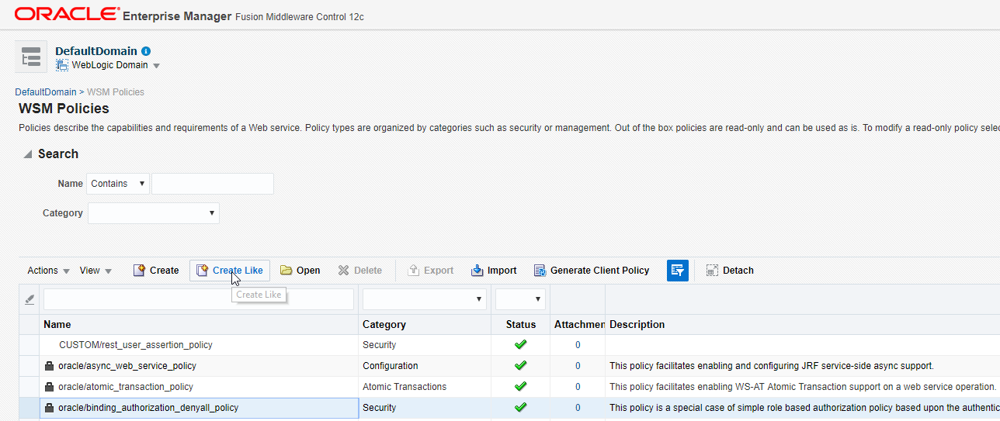 ORACLE Enterprise Manager Fusion Middleware Control 12c
DefaultDomain
WebLogic Domain
DefaultDomain > WSM Policies
WSM Policies
Policies describe the capabilities and requirements of a Web service. Policy types are organized by categories such as security or management. Out of the box policies are read-only and can be used as is. To modify a read-only policy selec
Search
Name Contains
Category
Actions View Create Create Like Open Delete Export Import Generate Client Policy Detach
Create Like
Name Category Status Attachmen Description
CUSTOM/rest_user_assertion_policy Security 0
oracle/async_web_service_policy Configuration 0 This policy facilitates enabling and configuring JRF service-side async support.
oracle/atomic_transaction_policy Atomic Transactions 0 This policy facilitates enabling WS-AT Atomic Transaction support on a web service operation.
oracle/binding_authorization_denyall_policy Security 0 This policy is a special case of simple role based authorization policy based upon the authentic